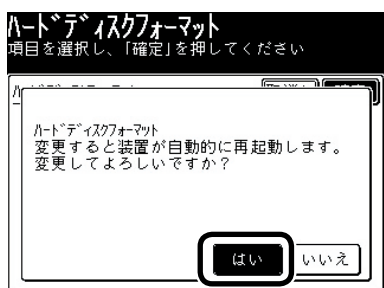 ハードディスクフォーマット
項目を選択し、「確定」を押してください
ハードディスクフォーマット
変更すると装置が自動的に再起動します。
変更してよろしいですか？
はい
いいえ